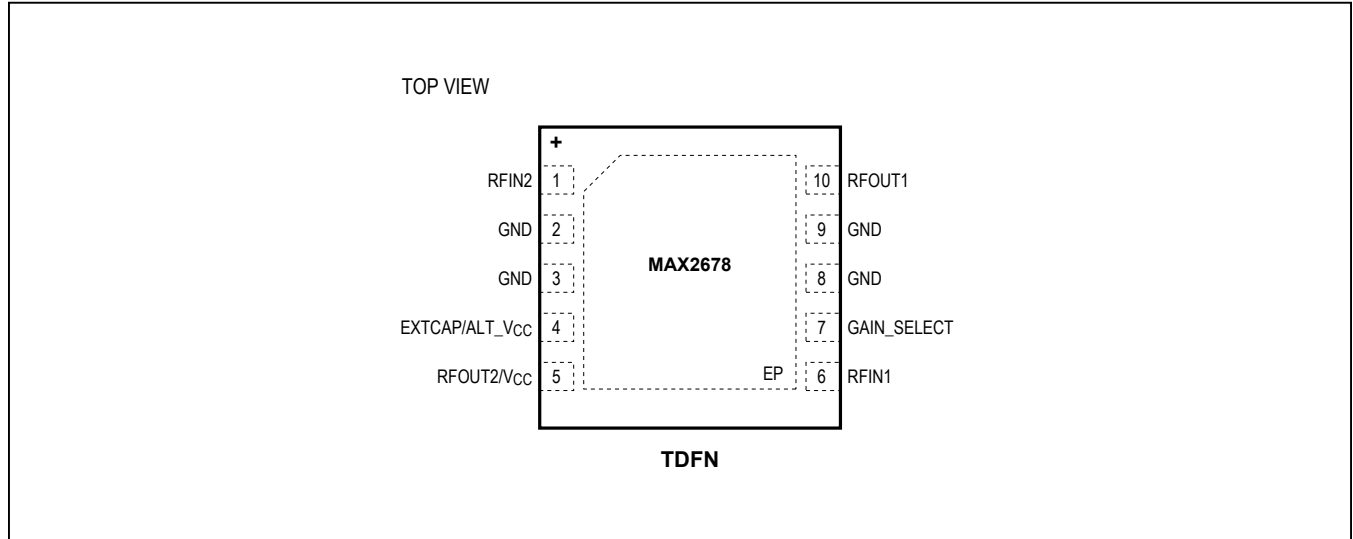 TOP VIEW
+
RFIN2 1
10 RFOUT1
GND 2
9 GND
MAX2678
GND 3
8 GND
EXTCAP/ALT_VCC 4
7 GAIN_SELECT
RFOUT2/VCC 5
EP
6 RFIN1
TDFN